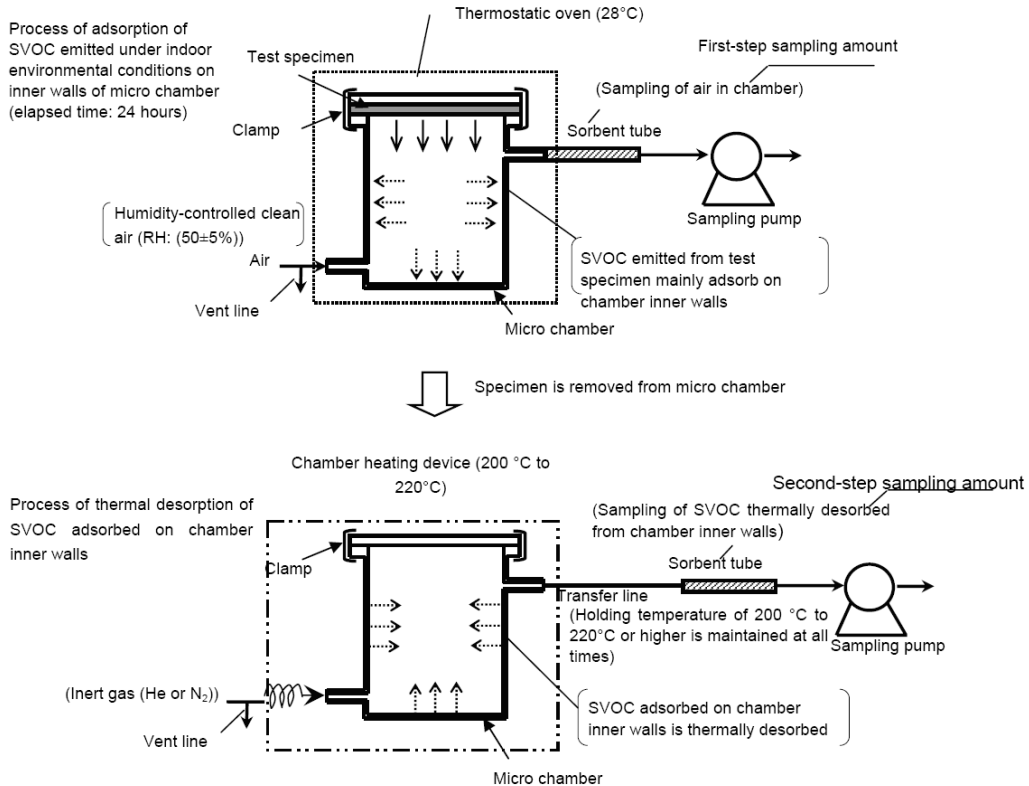 Thermostatic oven (28°C)
Process of adsorption of
SVOC emitted under indoor
environmental conditions on
inner walls of micro chamber
(elapsed time: 24 hours)
Test specimen
First-step sampling amount
(Sampling of air in chamber)
Clamp
Sorbent tube
Sampling pump
Humidity-controlled clean
air (RH: (50±5%))
Air
Vent line
SVOC emitted from test
specimen mainly adsorb on
chamber inner walls
Micro chamber
Specimen is removed from micro chamber
Chamber heating device (200 °C to
220°C)
Process of thermal desorption of
SVOC adsorbed on chamber
inner walls
Second-step sampling amount
(Sampling of SVOC thermally desorbed
from chamber inner walls)
Clamp
Sorbent tube
Transfer line
(Holding temperature of 200 °C to
220°C or higher is maintained at all
times)
Sampling pump
(Inert gas (He or N₂))
Vent line
SVOC adsorbed on chamber
inner walls is thermally desorbed
Micro chamber